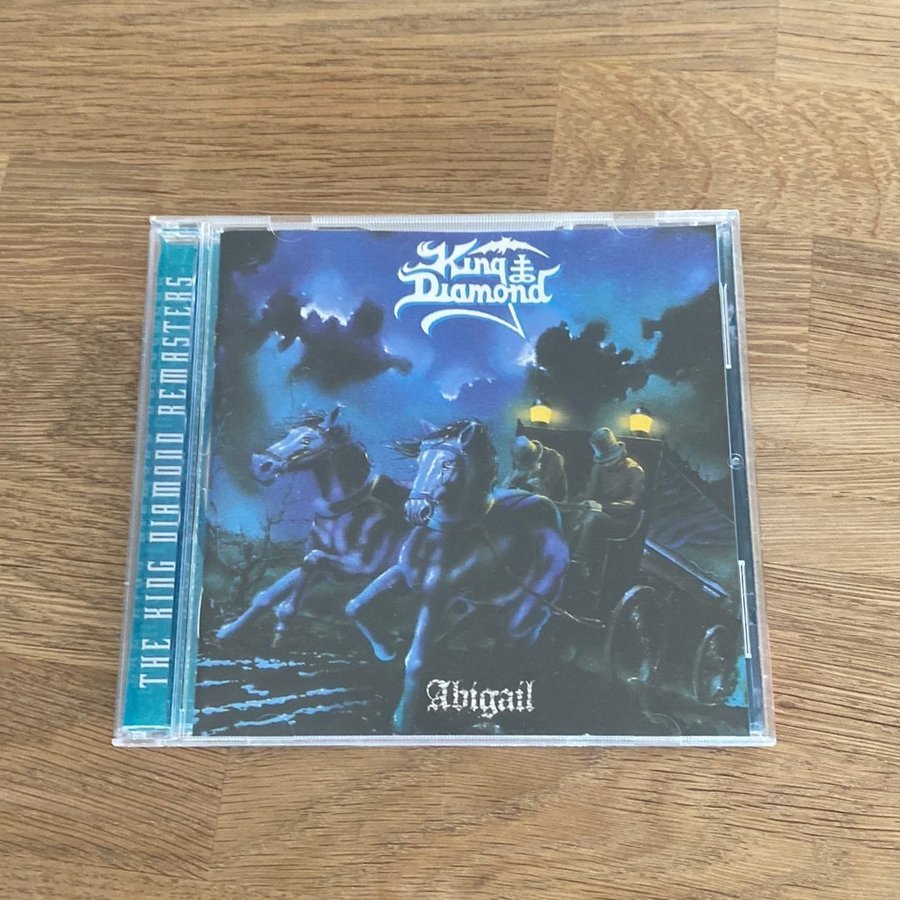 THE KING DIAMOND REMASTERS
King
Diamond
Abigail